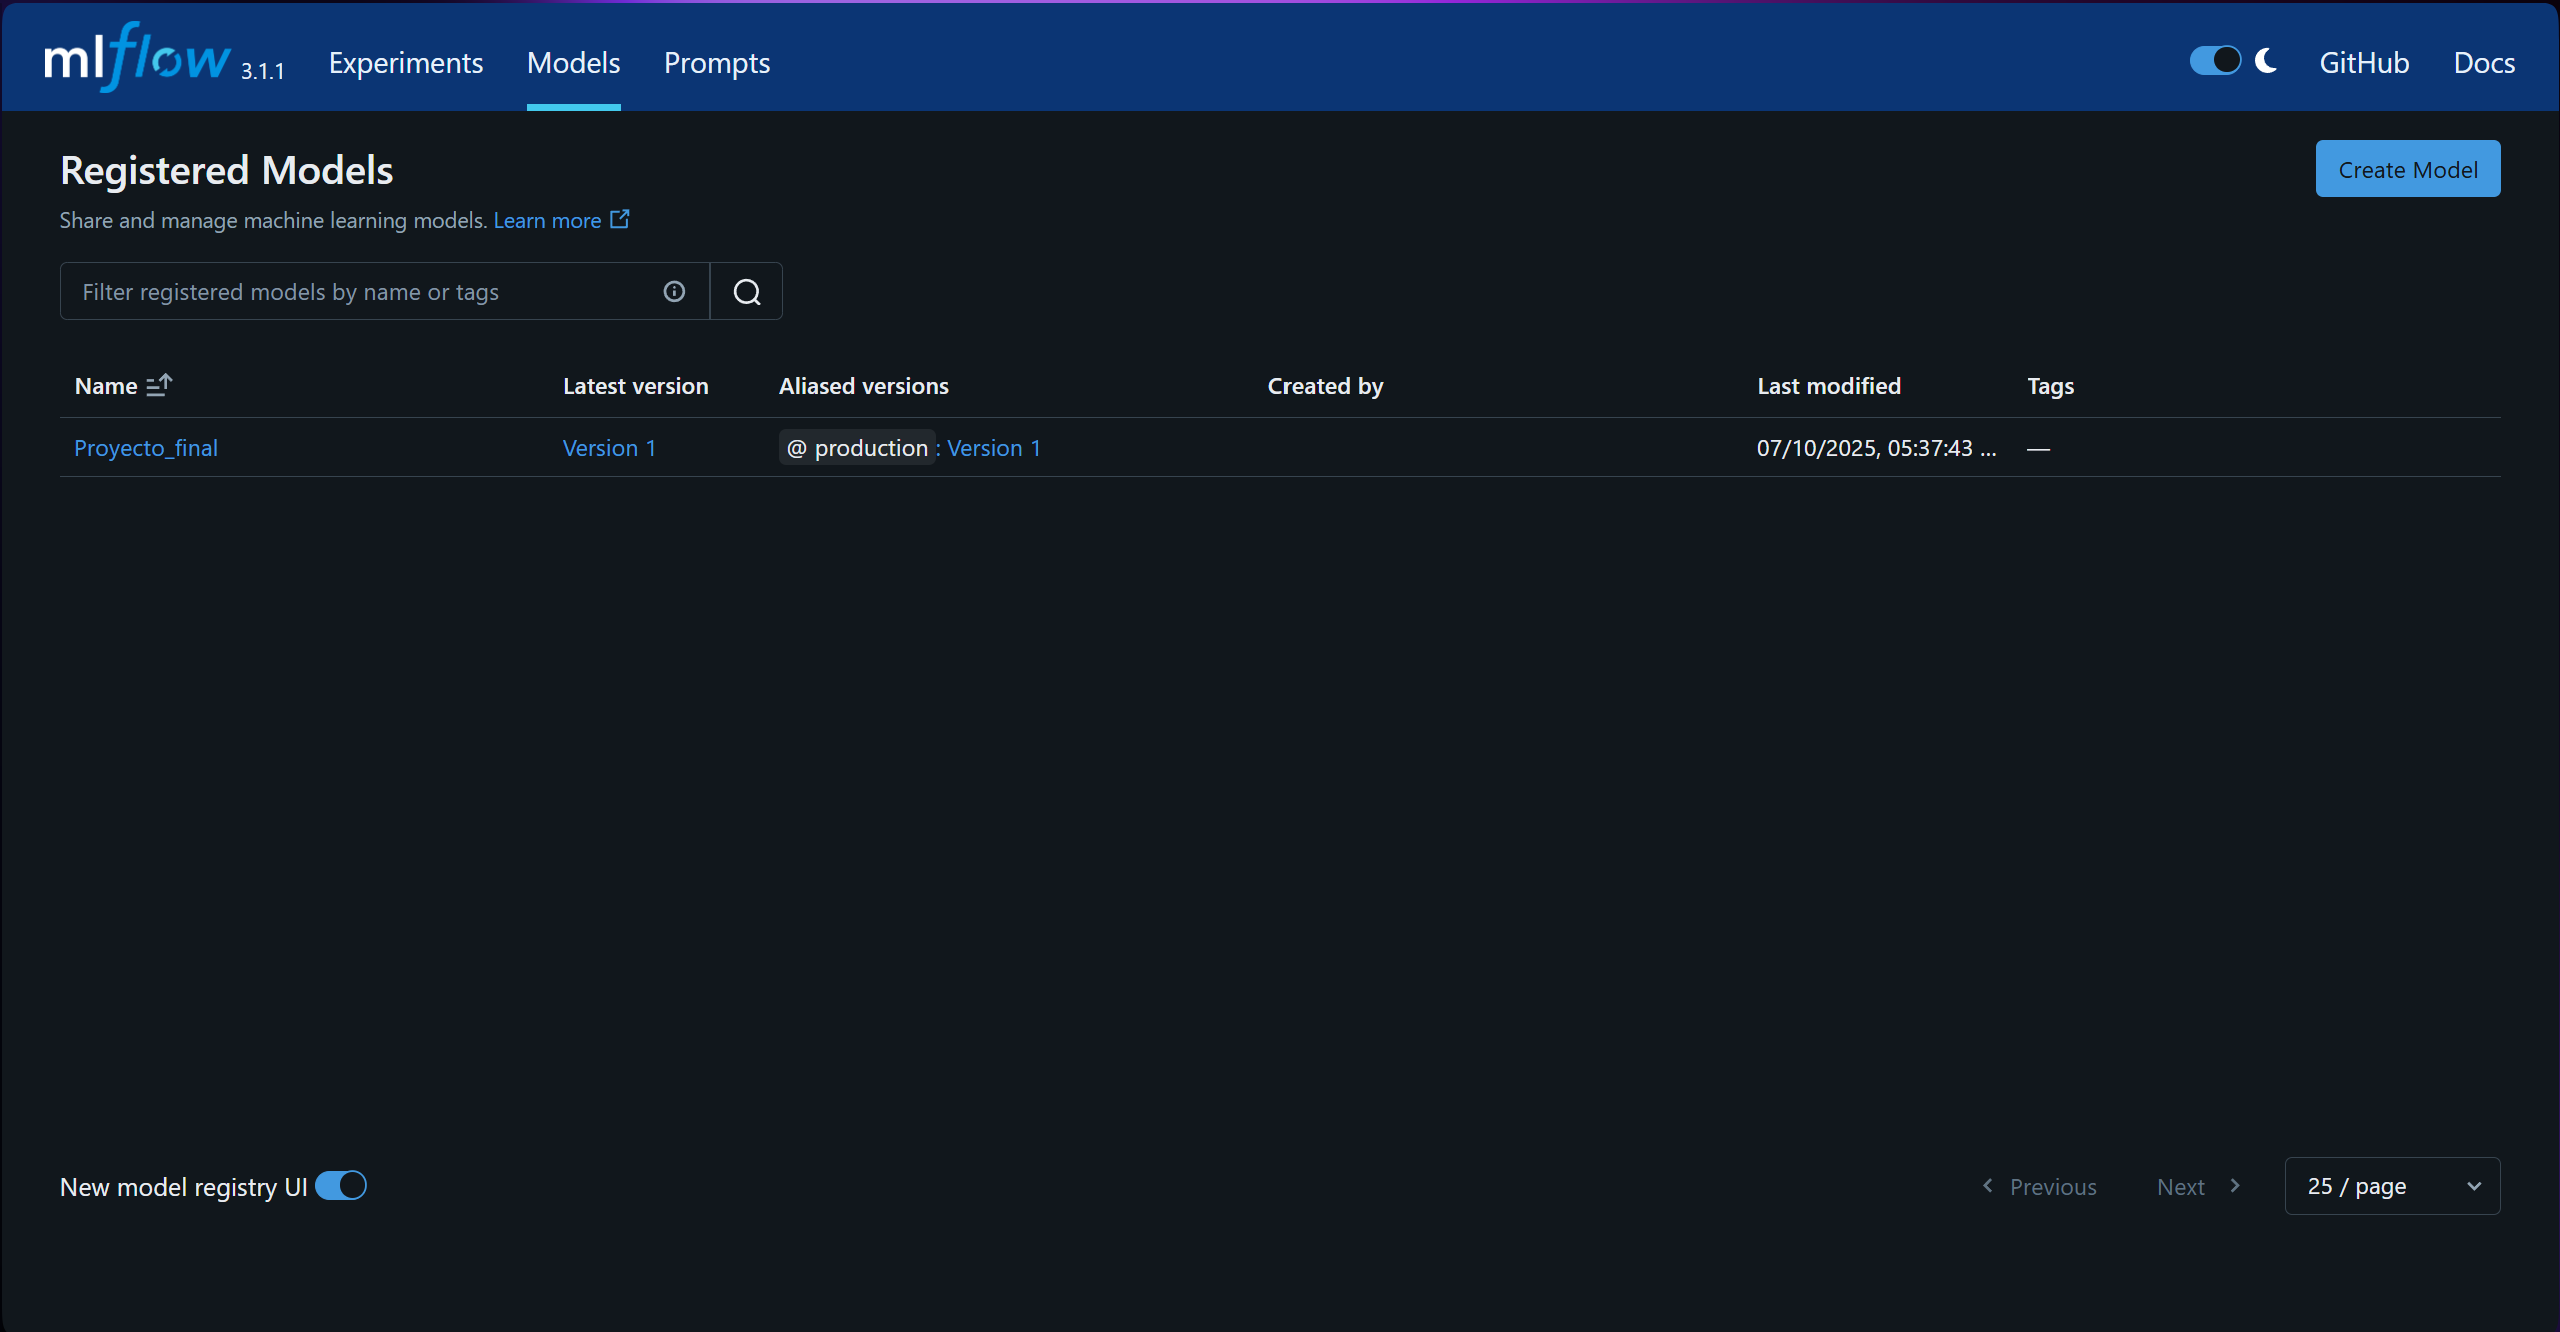 mlflow 3.1.1 Experiments Models Prompts GitHub Docs
Registered Models Create Model
Share and manage machine learning models. Learn more
Filter registered models by name or tags
Name Latest version Aliased versions Created by Last modified Tags
Proyecto_final Version 1 @ production : Version 1 07/10/2025, 05:37:43 ... —
New model registry UI Previous Next 25 / page